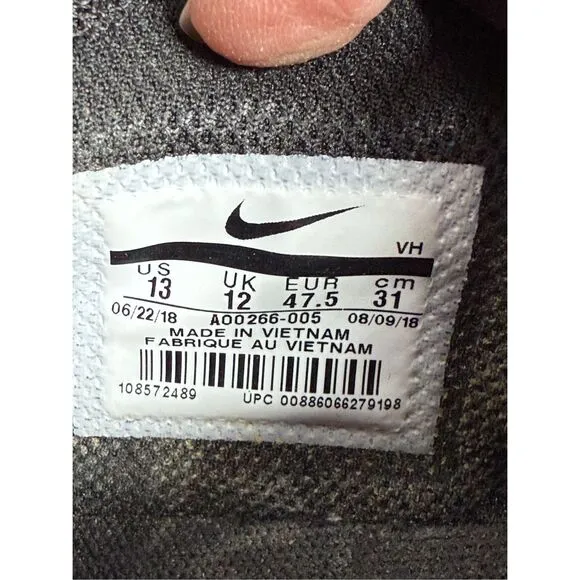 VH
US UK EUR cm
13 12 47.5 31
06/22/18 AO0266-005 08/09/18
MADE IN VIETNAM
FABRIQUE AU VIETNAM
108572489 UPC 00886066279198